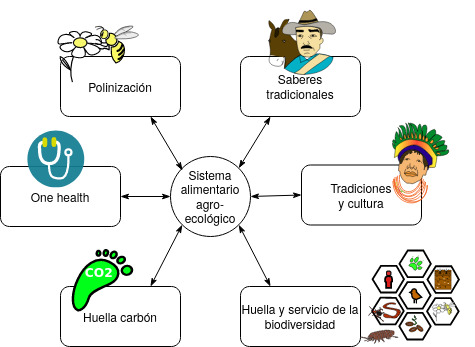 Polinización
Saberes
tradicionales
One health
Sistema
alimentario
agro-
ecológico
Tradiciones
y cultura
CO2
Huella carbón
Huella y servicio de la
biodiversidad